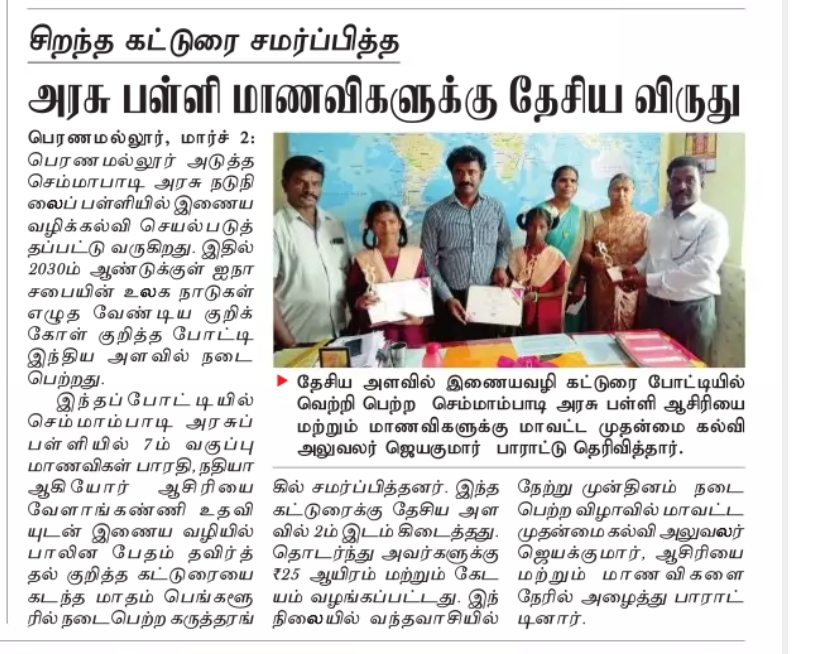 சிறந்த கட்டுரை சமர்ப்பித்த
அரசு பள்ளி மாணவிகளுக்கு தேசிய விருது
பெரணமல்லூர், மார்ச் 2:
பெரணமல்லூர் அடுத்த
செம்மாபாடி அரசு நடுநி
லைப் பள்ளியில் இணைய
வழிக்கல்வி செயல்படுத்
தப்பட்டு வருகிறது. இதில்
2030ம் ஆண்டுக்குள் ஐநா
சபையின் உலக நாடுகள்
எழுத வேண்டிய குறிக்
கோள் குறித்த போட்டி
இந்திய அளவில் நடை
பெற்றது.
இந்தப்போட்டியில்
செம்மாம்பாடி அரசுப்
பள்ளியில் 7ம் வகுப்பு
மாணவிகள் பாரதி, நதியா
ஆகியோர் ஆசிரியை
வேளாங்கண்ணி உதவி
யுடன் இணைய வழியில்
பாலின பேதம் தவிர்த்
தல் குறித்த கட்டுரையை
கடந்த மாதம் பெங்களூ
ரில் நடைபெற்ற கருத்தரங்
தேசிய அளவில் இணையவழி கட்டுரை போட்டியில்
வெற்றி பெற்ற செம்மாம்பாடி அரசு பள்ளி ஆசிரியை
மற்றும் மாணவிகளுக்கு மாவட்ட முதன்மை கல்வி
அலுவலர் ஜெயகுமார் பாராட்டு தெரிவித்தார்.
கில் சமர்ப்பித்தனர். இந்த
கட்டுரைக்கு தேசிய அள
வில் 2ம் இடம் கிடைத்தது.
தொடர்ந்து அவர்களுக்கு
₹25 ஆயிரம் மற்றும் கேட
யம் வழங்கப்பட்டது. இந்
நிலையில் வந்தவாசியில்
நேற்று முன்தினம் நடை
பெற்ற விழாவில் மாவட்ட
முதன்மை கல்வி அலுவலர்
ஜெயக்குமார், ஆசிரியை
மற்றும் மாணவிகளை
நேரில் அழைத்து பாராட்
டினார்.